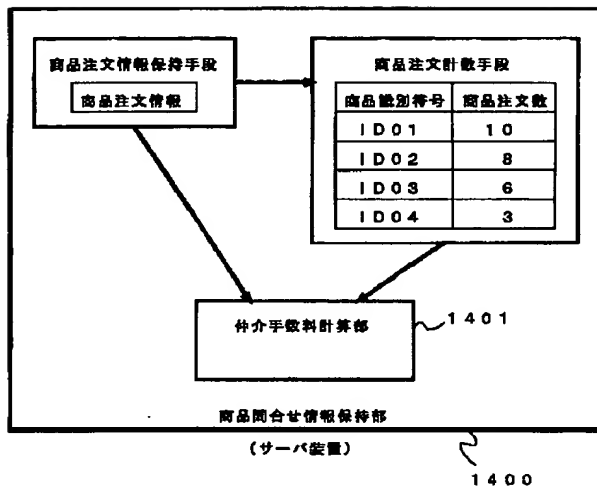 商品注文情報保持手段
商品注文情報
商品注文計数手段
商品識別符号 商品注文数
ID01 10
ID02 8
ID03 6
ID04 3
仲介手数料計算部
1401
商品問合せ情報保持部
(サーバ装置)
1400